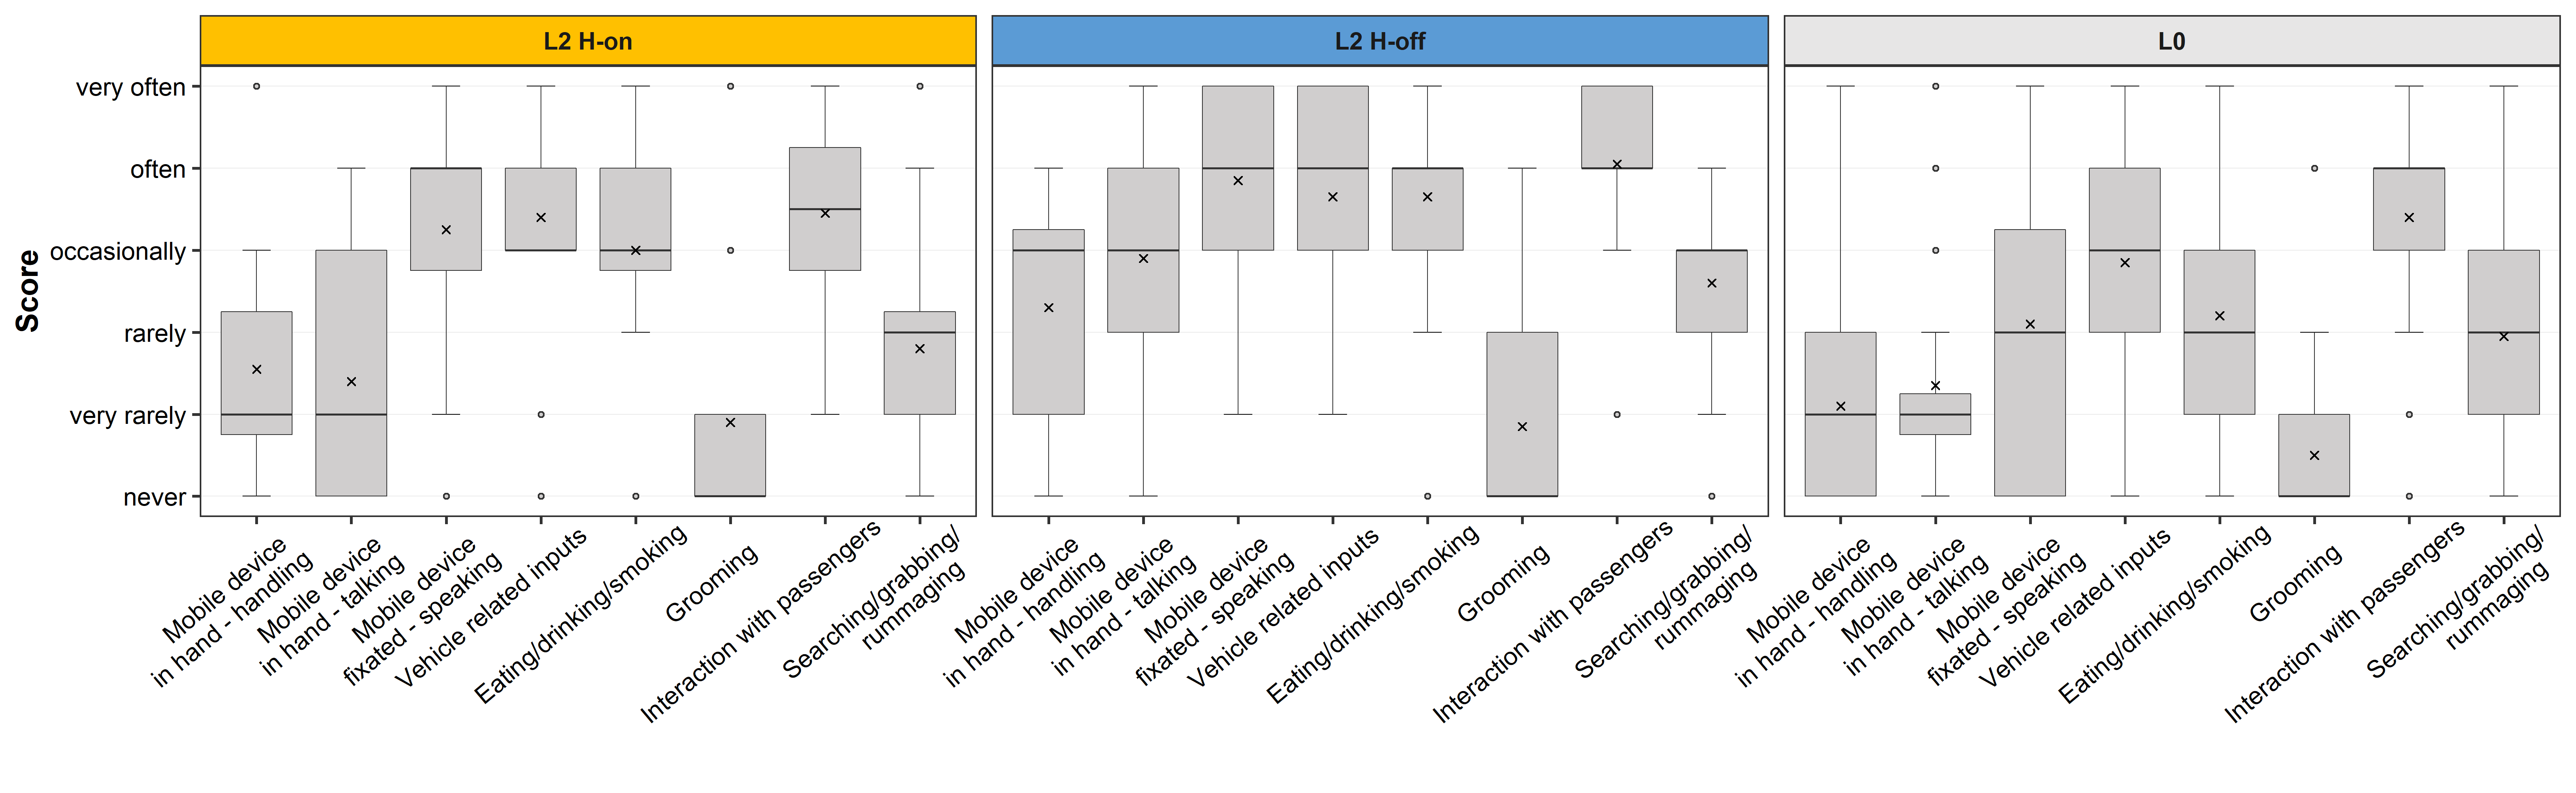 L2 H-on
L2 H-off
L0
Score
very often
often
occasionally
rarely
very rarely
never
Mobile device
in hand - handling
Mobile device
in hand - talking
Mobile device
fixated - speaking
Vehicle related inputs
Eating/drinking/smoking
Grooming
Interaction with passengers
Searching/grabbing/
rummaging
Mobile device
in hand - handling
Mobile device
in hand - talking
Mobile device
fixated - speaking
Vehicle related inputs
Eating/drinking/smoking
Grooming
Interaction with passengers
Searching/grabbing/
rummaging
Mobile device
in hand - handling
Mobile device
in hand - talking
Mobile device
fixated - speaking
Vehicle related inputs
Eating/drinking/smoking
Grooming
Interaction with passengers
Searching/grabbing/
rummaging